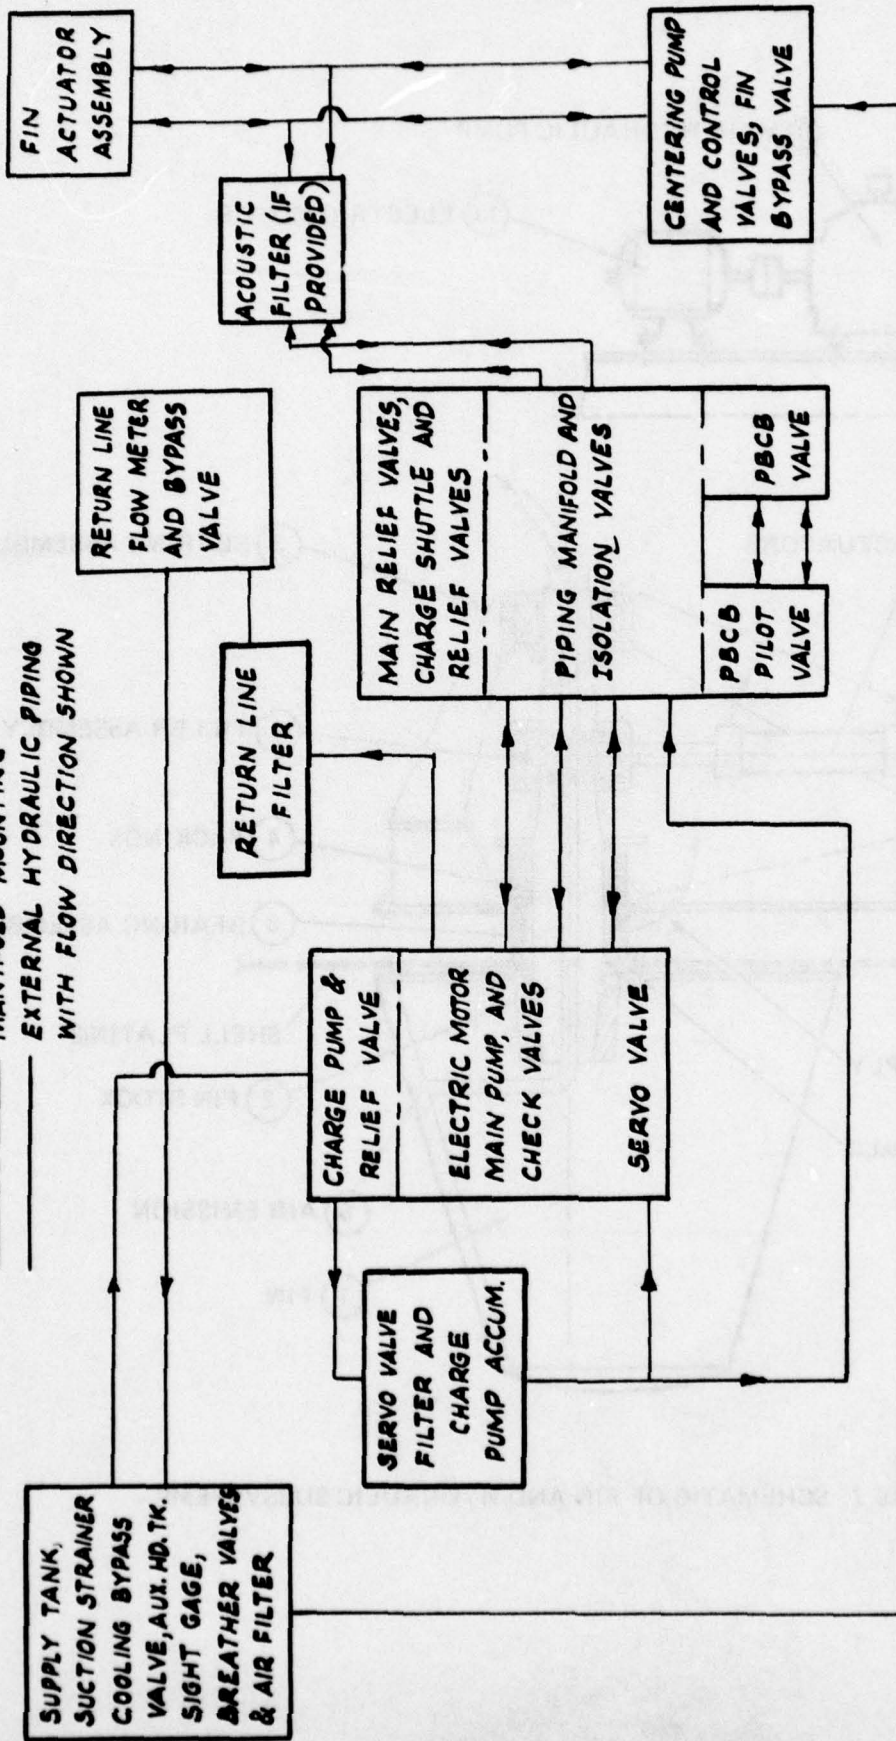 MANIFOLD MOUNTING
EXTERNAL HYDRAULIC PIPING
WITH FLOW DIRECTION SHOWN
SUPPLY TANK,
SUCTION STRAINER
COOLING BYPASS
VALVE, AUX. HD. TK.
SIGHT GAGE,
BREATHER VALVES
& AIR FILTER
SERVO VALVE
FILTER AND
CHARGE
PUMP ACCUM.
CHARGE PUMP &
RELIEF VALVE
ELECTRIC MOTOR
MAIN PUMP, AND
CHECK VALVES
SERVO VALVE
RETURN LINE
FILTER
RETURN LINE
FLOW METER
AND BYPASS
VALVE
MAIN RELIEF VALVES,
CHARGE SHUTTLE AND
RELIEF VALVES
PIPING MANIFOLD AND
ISOLATION VALVES
PBCB
PILOT
VALVE
PBCB
VALVE
ACOUSTIC
FILTER (IF
PROVIDED)
FIN
ACTUATOR
ASSEMBLY
CENTERING PUMP
AND CONTROL
VALVES, FIN
BYPASS VALVE